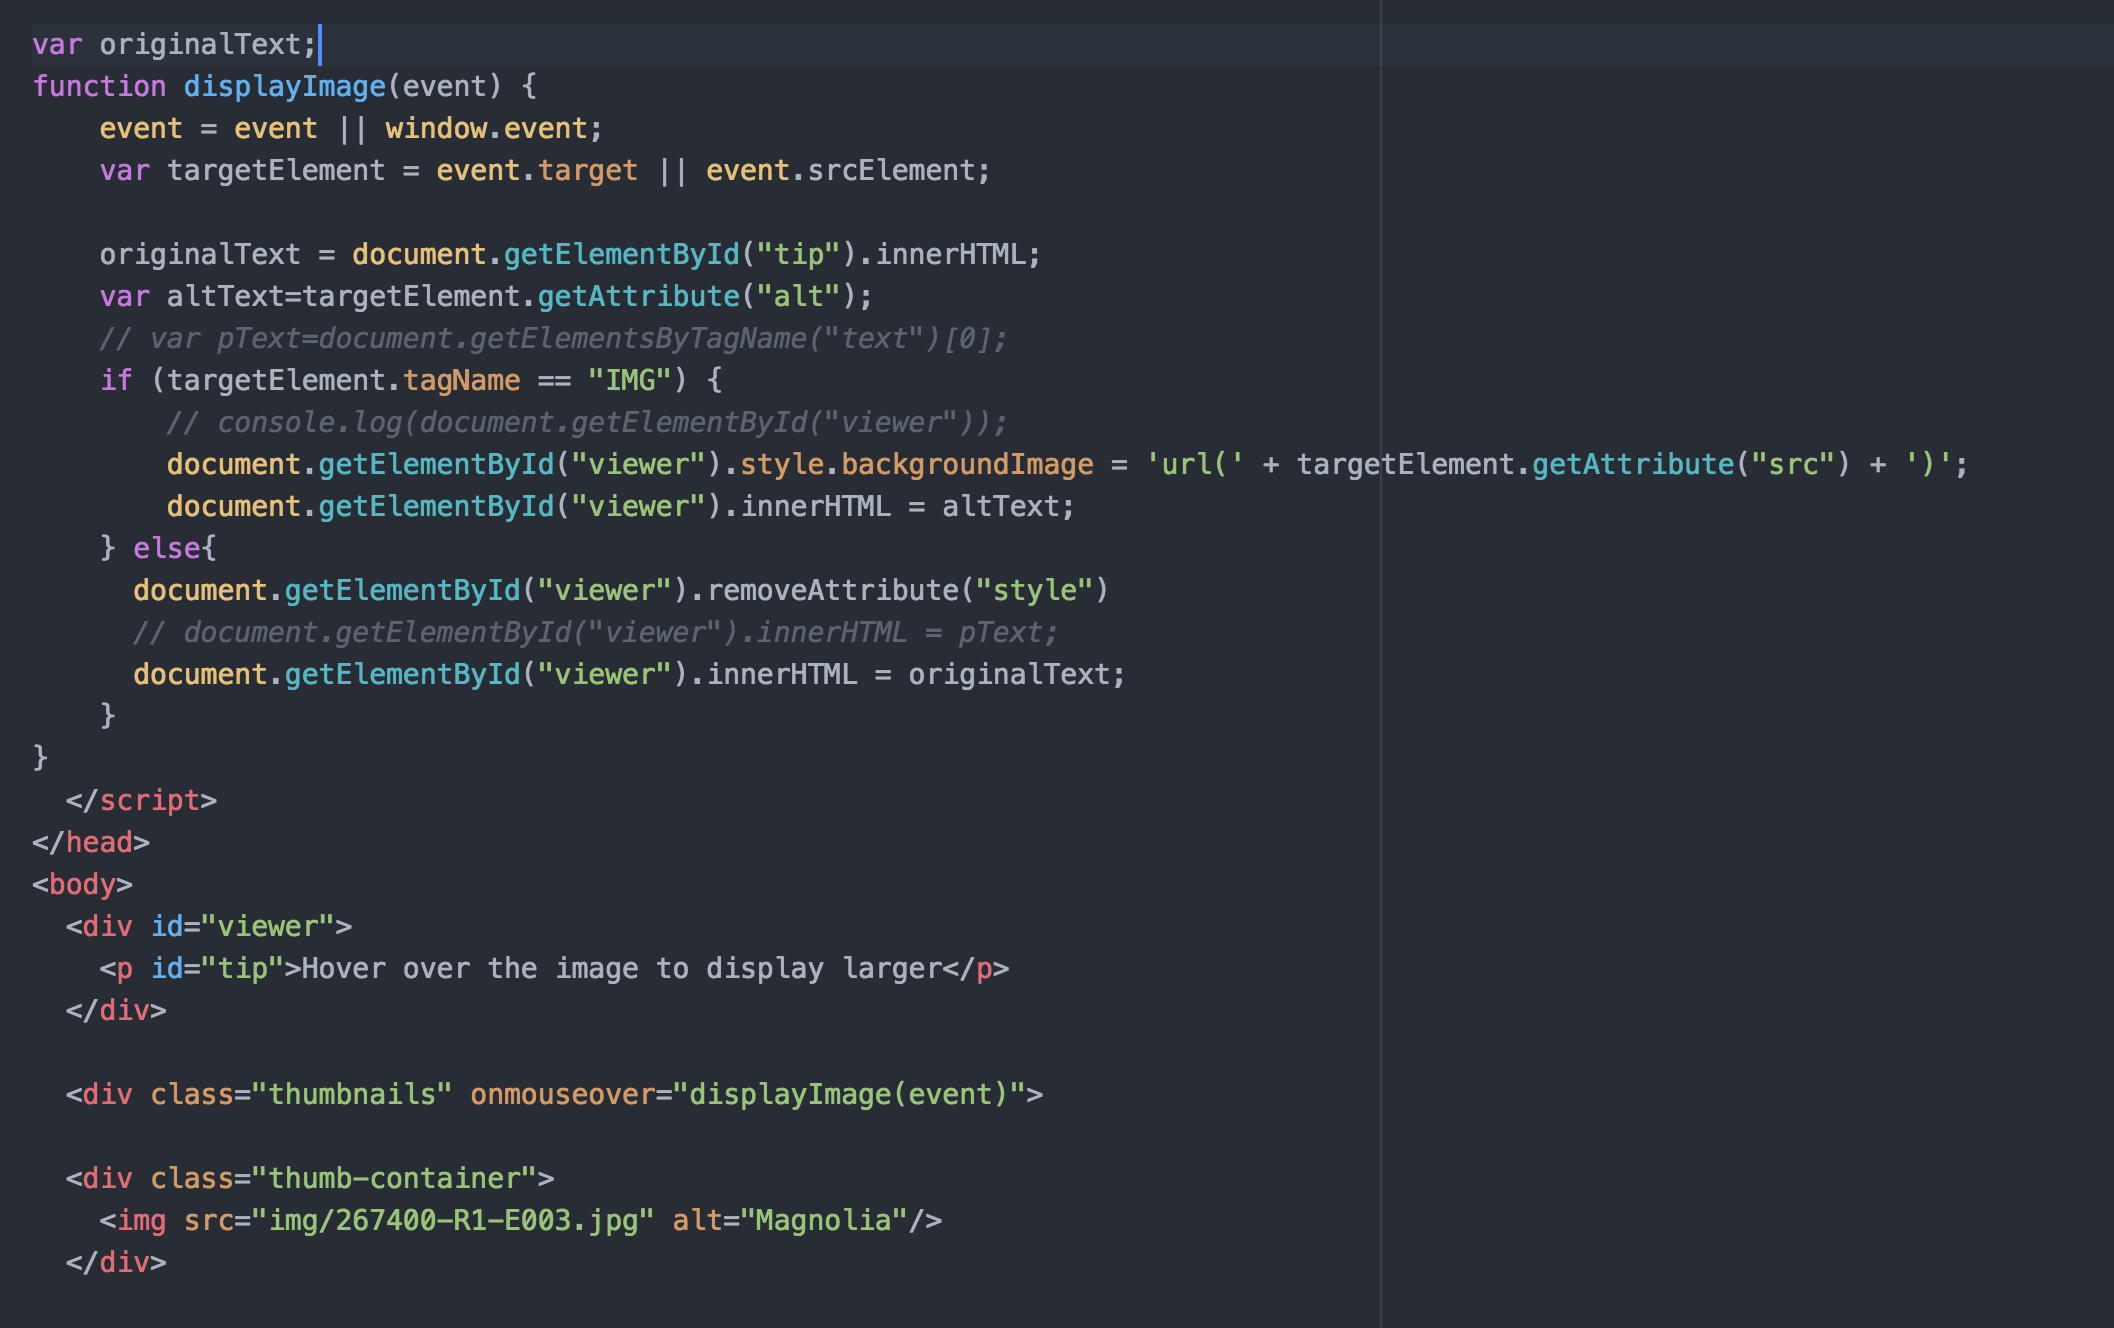 var originalText;
function displayImage(event) {
    event = event || window.event;
    var targetElement = event.target || event.srcElement;

    originalText = document.getElementById("tip").innerHTML;
    var altText=targetElement.getAttribute("alt");
    // var pText=document.getElementsByTagName("text")[0];
    if (targetElement.tagName == "IMG") {
        // console.log(document.getElementById("viewer"));
        document.getElementById("viewer").style.backgroundImage = 'url(' + targetElement.getAttribute("src") + ')';
        document.getElementById("viewer").innerHTML = altText;
    } else{
      document.getElementById("viewer").removeAttribute("style")
      // document.getElementById("viewer").innerHTML = pText;
      document.getElementById("viewer").innerHTML = originalText;
    }
}
  </script>
</head>
<body>
  <div id="viewer">
    <p id="tip">Hover over the image to display larger</p>
  </div>

  <div class="thumbnails" onmouseover="displayImage(event)">

  <div class="thumb-container">
    <img src="img/267400-R1-E003.jpg" alt="Magnolia"/>
  </div>